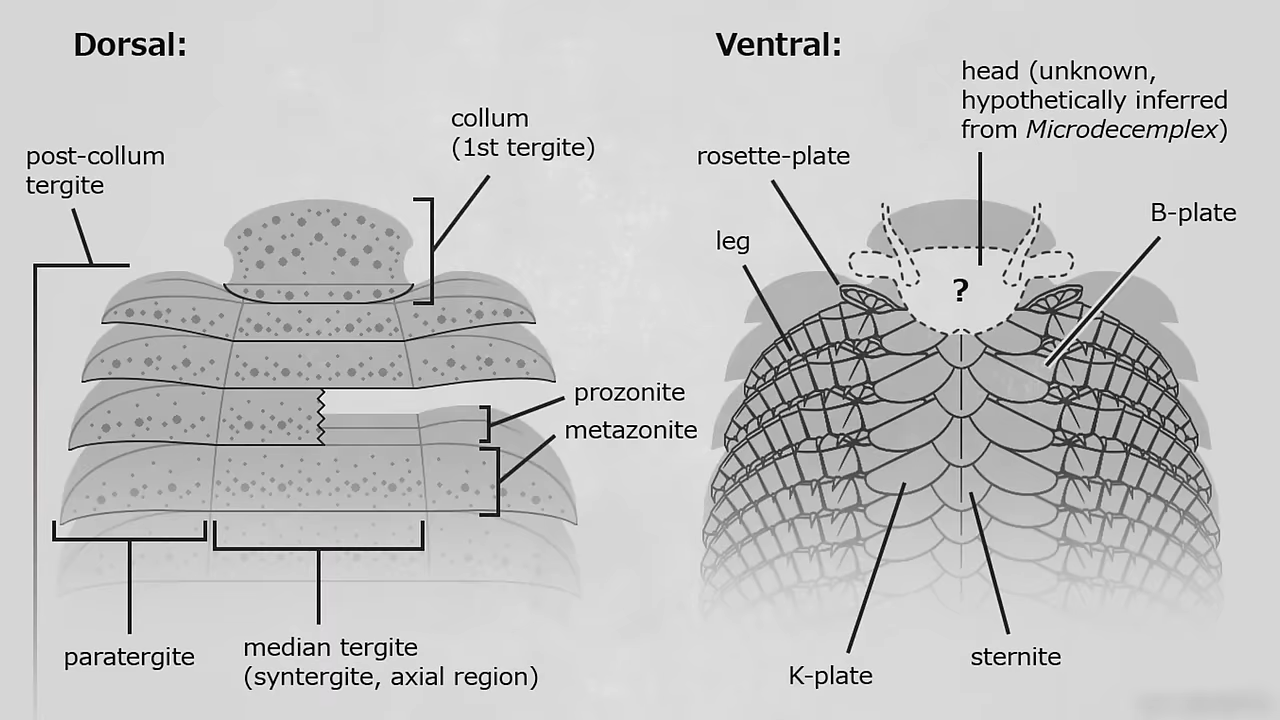 Dorsal:
collum
(1st tergite)
post-collum
tergite
prozonite
metazonite
paratergite
median tergite
(syntergite, axial region)
Ventral:
head (unknown,
hypothetically inferred
from Microdecemplex)
rosette-plate
B-plate
leg
?
sternite
K-plate